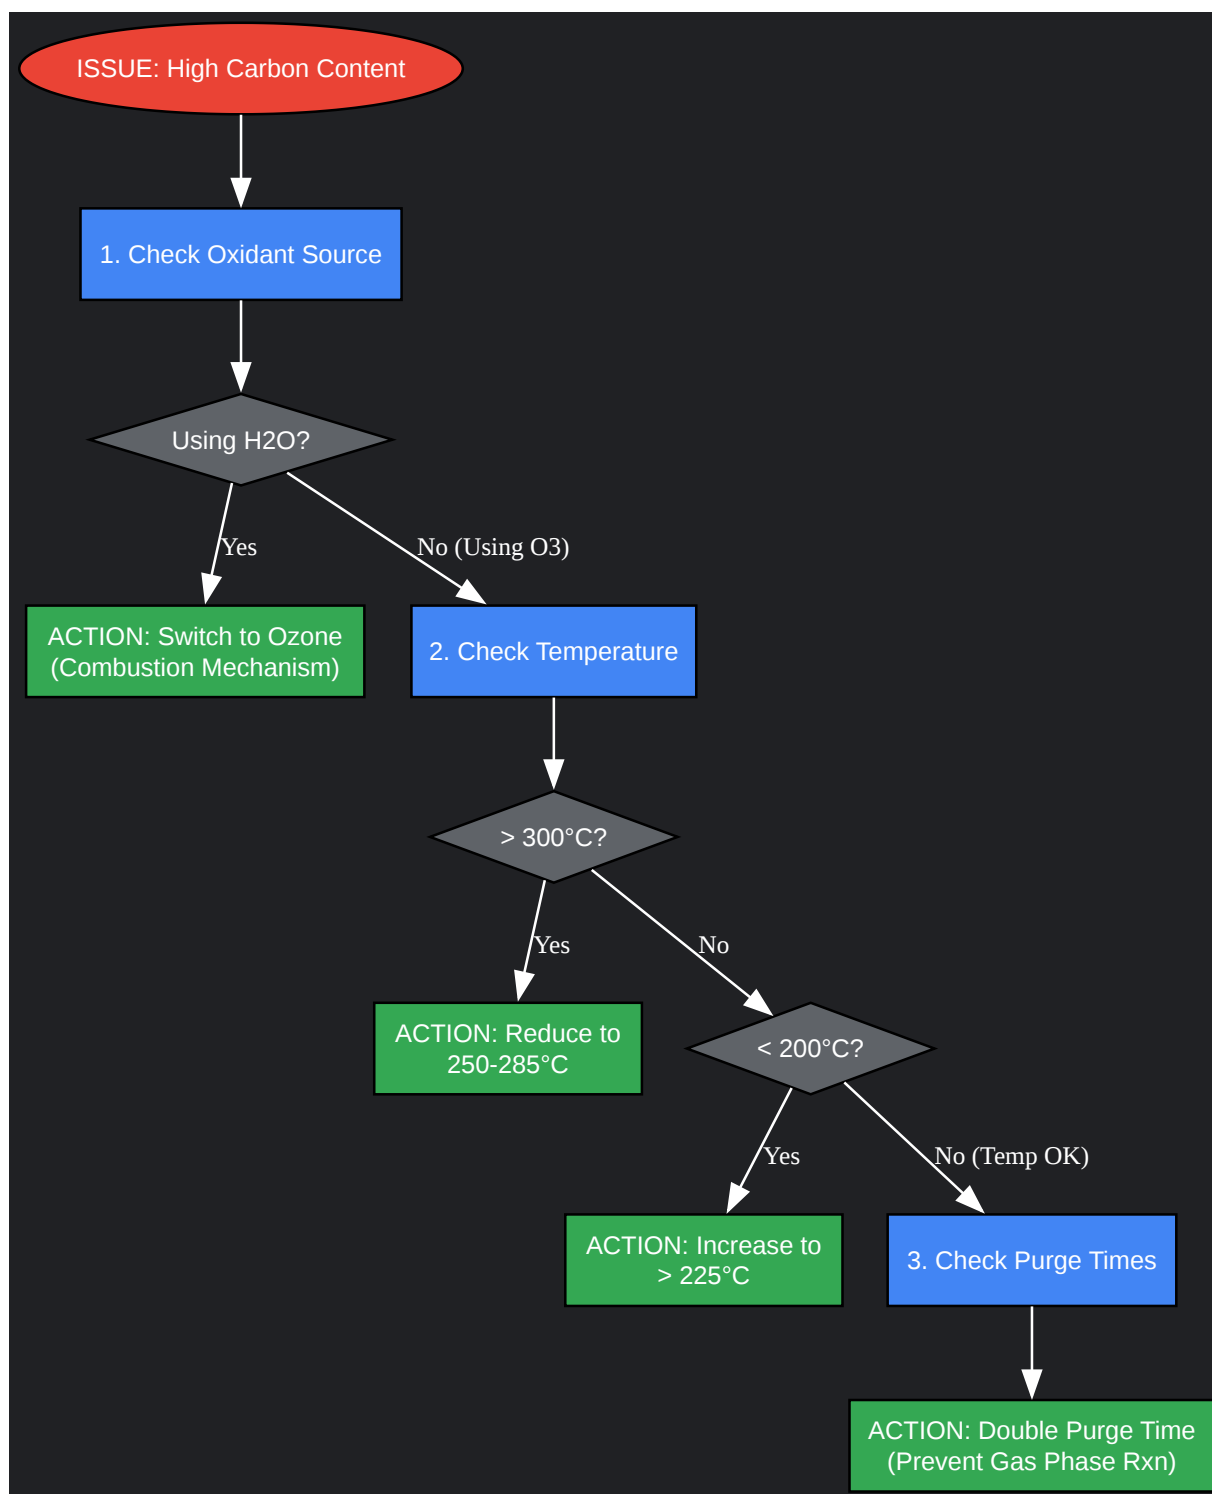 ISSUE: High Carbon Content
1. Check Oxidant Source
Using H2O?
Yes
No (Using O3)
ACTION: Switch to Ozone
(Combustion Mechanism)
2. Check Temperature
> 300°C?
Yes
No
ACTION: Reduce to
250-285°C
< 200°C?
Yes
No (Temp OK)
ACTION: Increase to
> 225°C
3. Check Purge Times
ACTION: Double Purge Time
(Prevent Gas Phase Rxn)